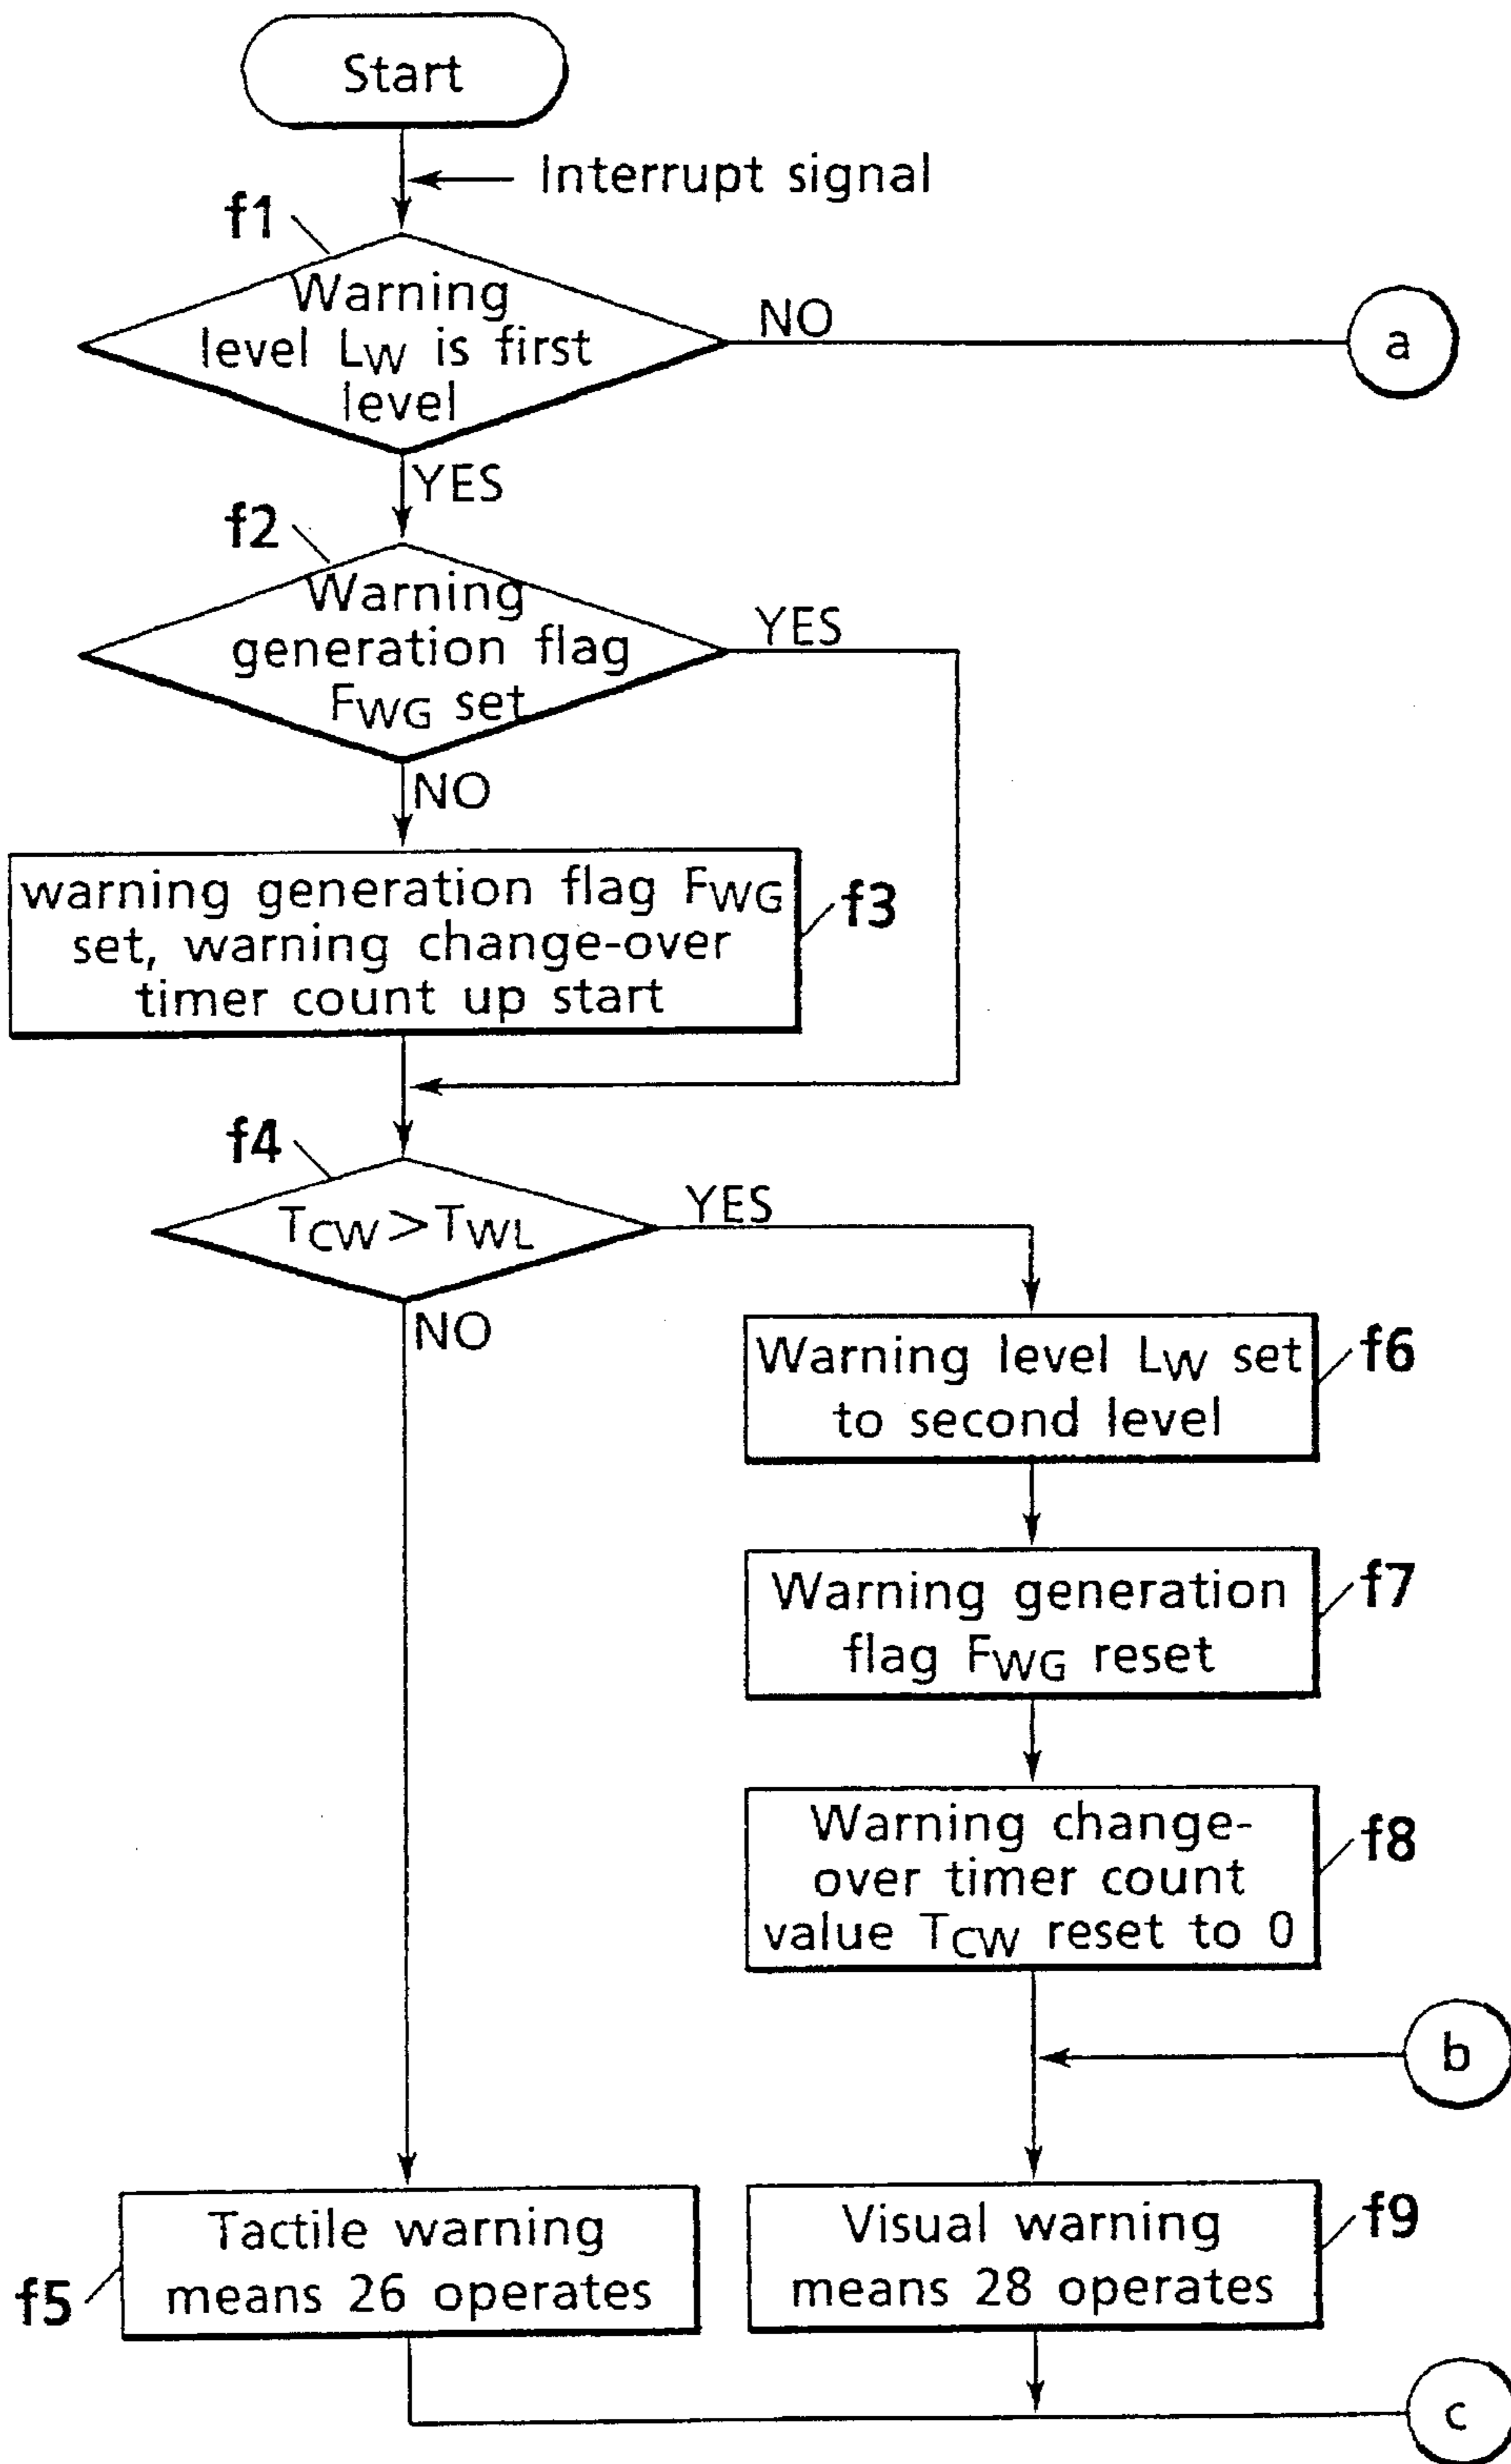 Start
Interrupt signal
f1
Warning
level LW is first
level
NO
a
YES
f2
Warning
generation flag
FWG set
YES
NO
warning generation flag FWG
set, warning change-over
timer count up start
f3
f4
TCW>TWL
YES
NO
Warning level LW set
to second level
f6
Warning generation
flag FWG reset
f7
Warning change-
over timer count
value TCW reset to 0
f8
b
Tactile warning
means 26 operates
f5
Visual warning
means 28 operates
f9
c